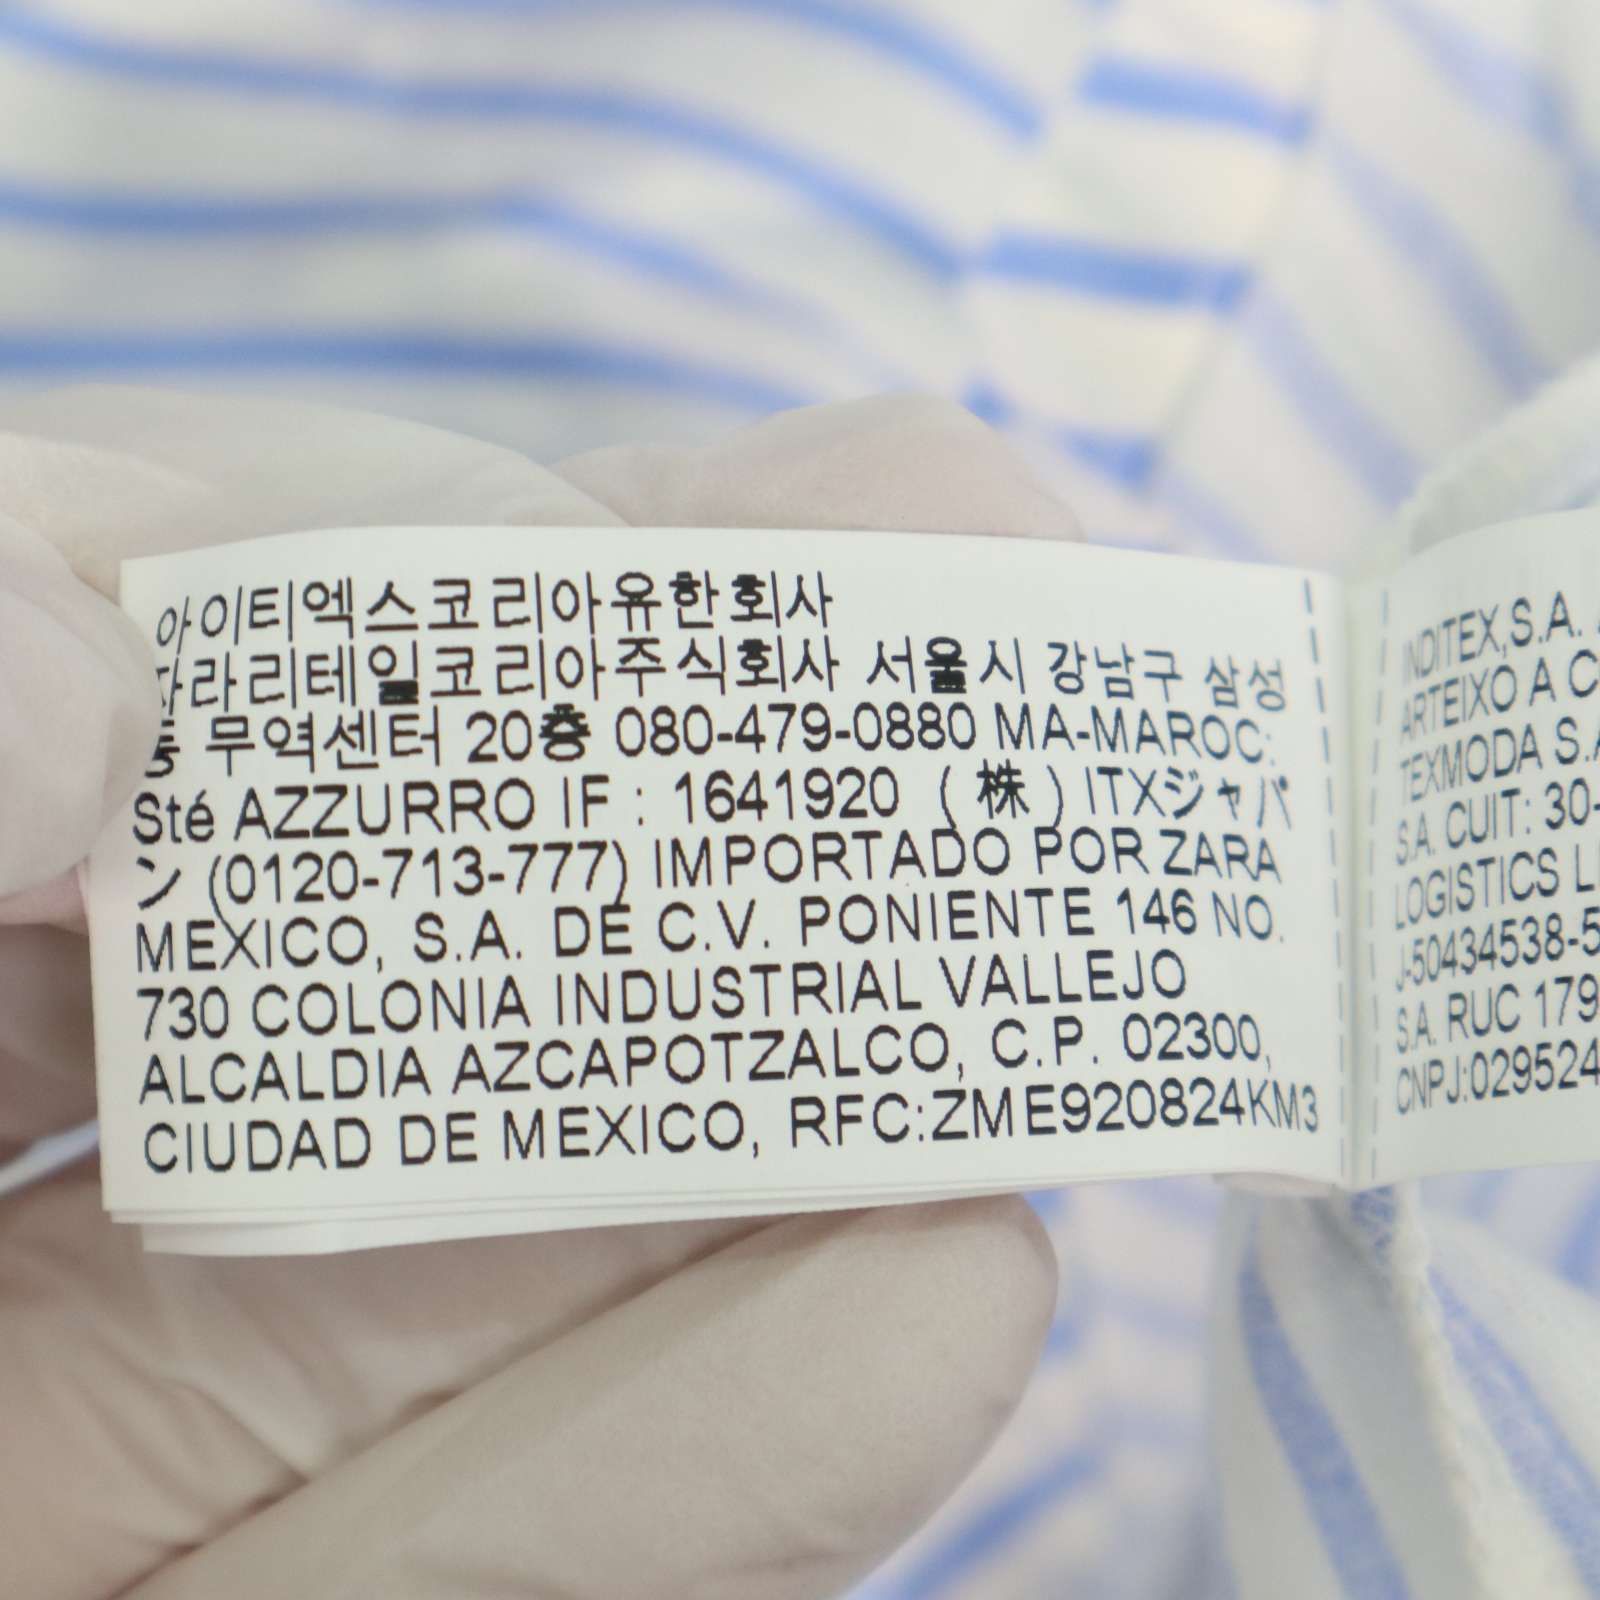 아이티엑스코리아유한회사
자라리테일코리아주식회사 서울시 강남구 삼성
동 무역센터 20층 080-479-0880 MA-MAROC:
Sté AZZURRO IF : 1641920 (株) ITXジャパ
ン (0120-713-777) IMPORTADO POR ZARA
MEXICO, S.A. DE C.V. PONIENTE 146 NO.
730 COLONIA INDUSTRIAL VALLEJO
ALCALDIA AZCAPOTZALCO, C.P. 02300,
CIUDAD DE MEXICO, RFC:ZME920824KM3
INDITEX,S.A.
ARTEIXO A C
TEXMODA S.A
S.A. CUIT: 30-
LOGISTICS L
J-50434538-5
S.A. RUC 179
CNPJ:029524